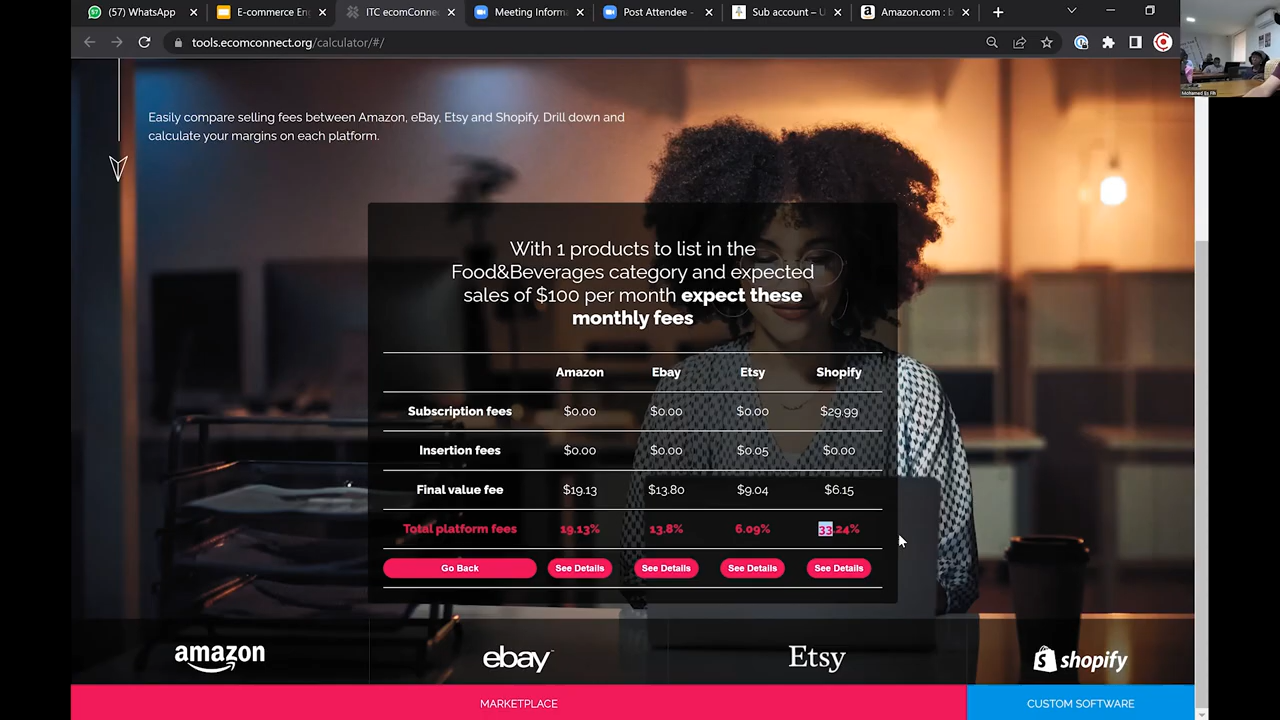 (57) WhatsApp
E-commerce En
ITC ecomConne
Meeting Informa
Post Attendee -
Sub account – U
Amazon.com : b
tools.ecomconnect.org/calculator/#/
Mohamed Es Fih
Easily compare selling fees between Amazon, eBay, Etsy and Shopify. Drill down and
calculate your margins on each platform.
With 1 products to list in the
Food&Beverages category and expected
sales of $100 per month expect these
monthly fees
Amazon Ebay Etsy Shopify
Subscription fees $0.00 $0.00 $0.00 $29.99
Insertion fees $0.00 $0.00 $0.05 $0.00
Final value fee $19.13 $13.80 $9.04 $6.15
Total platform fees 19.13% 13.8% 6.09% 33.24%
Go Back See Details See Details See Details See Details
amazon ebay Etsy shopify
MARKETPLACE CUSTOM SOFTWARE